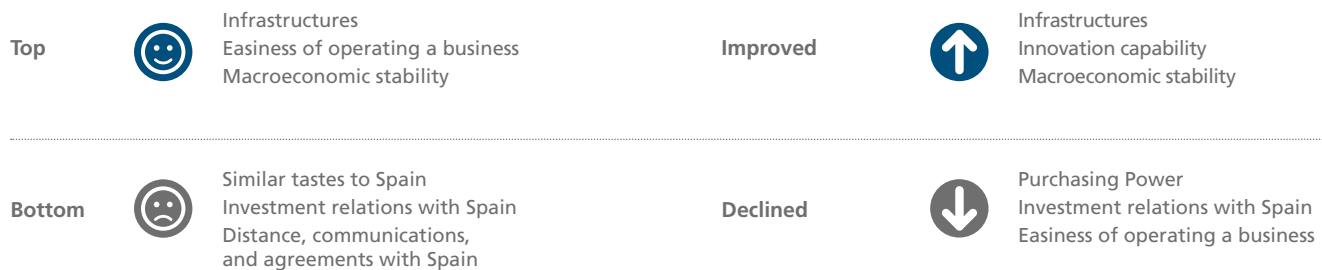 Top
Infrastructures
Easiness of operating a business
Macroeconomic stability
Improved
Infrastructures
Innovation capability
Macroeconomic stability
Bottom
Similar tastes to Spain
Investment relations with Spain
Distance, communications,
and agreements with Spain
Declined
Purchasing Power
Investment relations with Spain
Easiness of operating a business